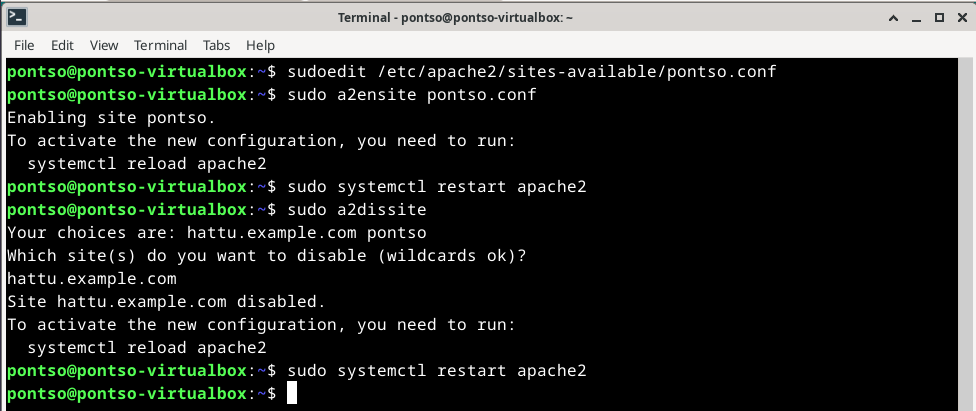 Terminal - pontso@pontso-virtualbox: ~
File Edit View Terminal Tabs Help
pontso@pontso-virtualbox:~$ sudoedit /etc/apache2/sites-available/pontso.conf
pontso@pontso-virtualbox:~$ sudo a2ensite pontso.conf
Enabling site pontso.
To activate the new configuration, you need to run:
  systemctl reload apache2
pontso@pontso-virtualbox:~$ sudo systemctl restart apache2
pontso@pontso-virtualbox:~$ sudo a2dissite
Your choices are: hattu.example.com pontso
Which site(s) do you want to disable (wildcards ok)?
hattu.example.com
Site hattu.example.com disabled.
To activate the new configuration, you need to run:
  systemctl reload apache2
pontso@pontso-virtualbox:~$ sudo systemctl restart apache2
pontso@pontso-virtualbox:~$